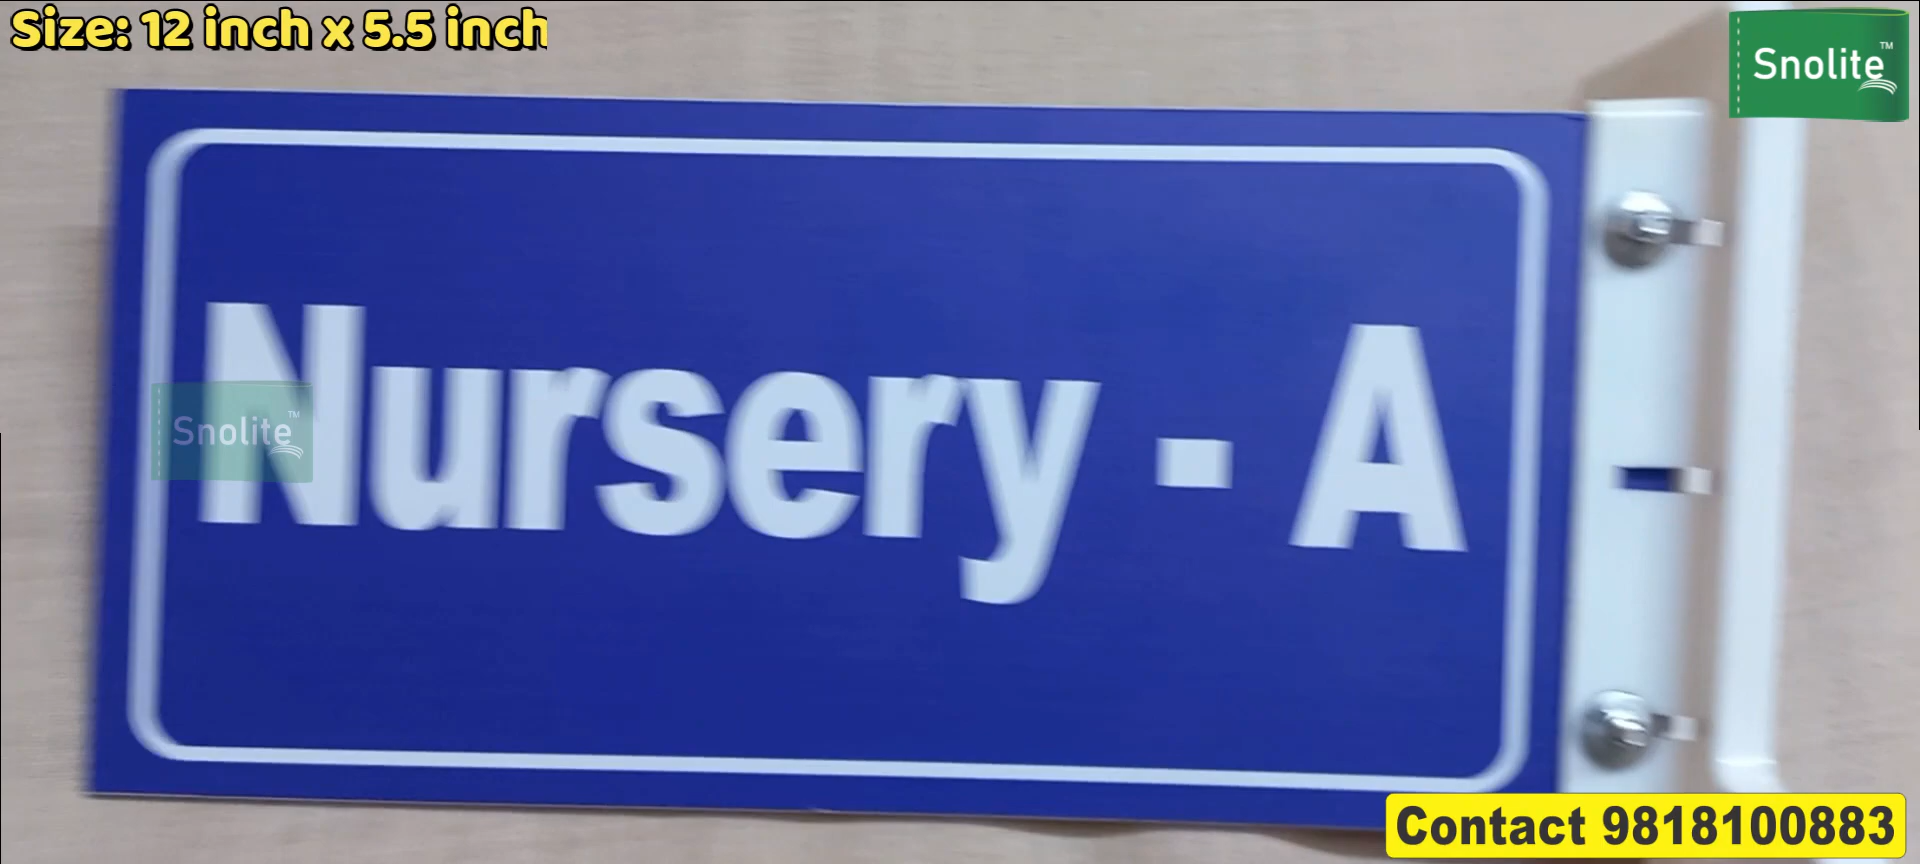 Size: 12 inch x 5.5 inch
Snolite™
Nursery - A
Snolite™
Contact 9818100883